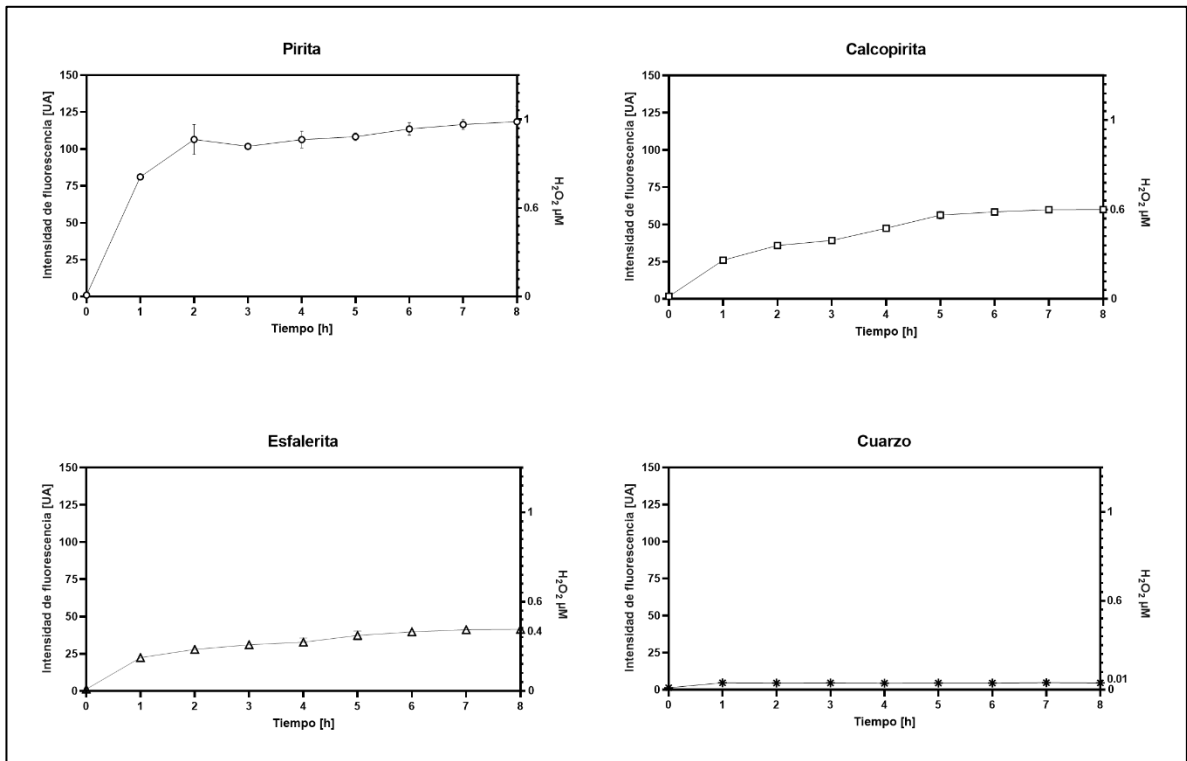 Pirita
Intensidad de fluorescencia [UA]
150
125
100
75
50
25
0
0 1 2 3 4 5 6 7 8
Tiempo [h]
1
0.6
0
H₂O₂ µM
Calcopirita
Intensidad de fluorescencia [UA]
150
125
100
75
50
25
0
0 1 2 3 4 5 6 7 8
Tiempo [h]
1
0.6
0
H₂O₂ µM
Esfalerita
Intensidad de fluorescencia [UA]
150
125
100
75
50
25
0
0 1 2 3 4 5 6 7 8
Tiempo [h]
1
0.6
0.4
0
H₂O₂ µM
Cuarzo
Intensidad de fluorescencia [UA]
150
125
100
75
50
25
0
0 1 2 3 4 5 6 7 8
Tiempo [h]
1
0.6
0.01
0
H₂O₂ µM